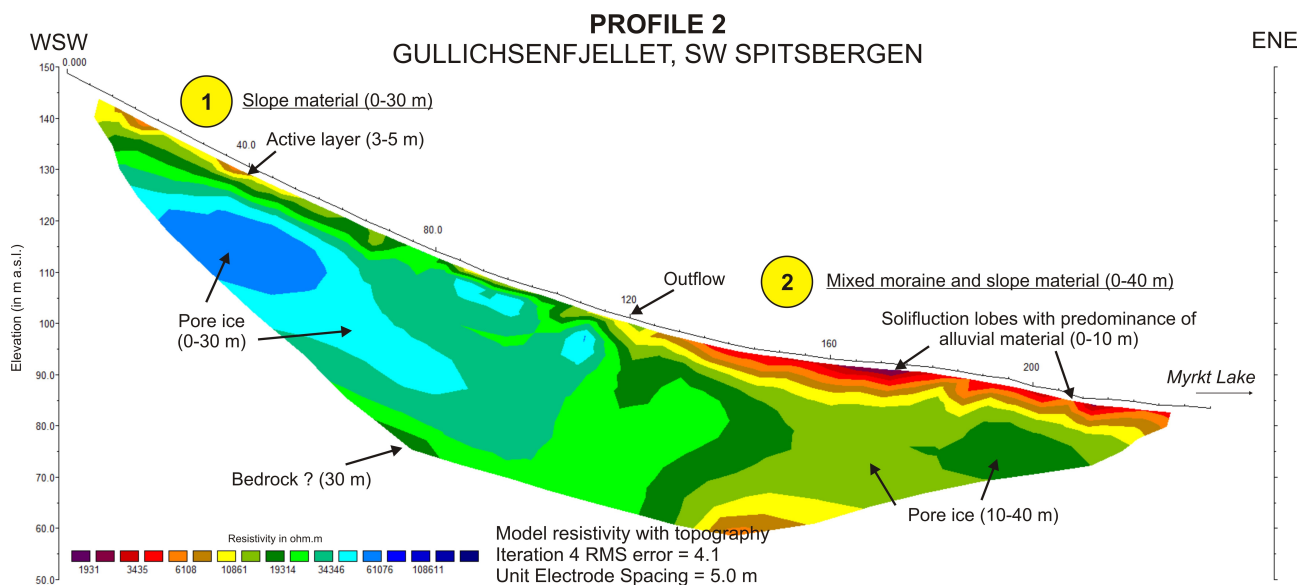 PROFILE 2
GULLICHSENFJELLET, SW SPITSBERGEN
WSW
ENE
Elevation (in m a.s.l.)
150
140
130
120
110
100
90.0
80.0
70.0
60.0
50.0
0.000
40.0
80.0
120
160
200
1
Slope material (0-30 m)
Active layer (3-5 m)
Outflow
2
Mixed moraine and slope material (0-40 m)
Solifluction lobes with predominance of
alluvial material (0-10 m)
Myrkt Lake
Pore ice
(0-30 m)
Bedrock ? (30 m)
Pore ice (10-40 m)
Resistivity in ohm.m
1931 3435 6108 10861 19314 34346 61076 108611
Model resistivity with topography
Iteration 4 RMS error = 4.1
Unit Electrode Spacing = 5.0 m